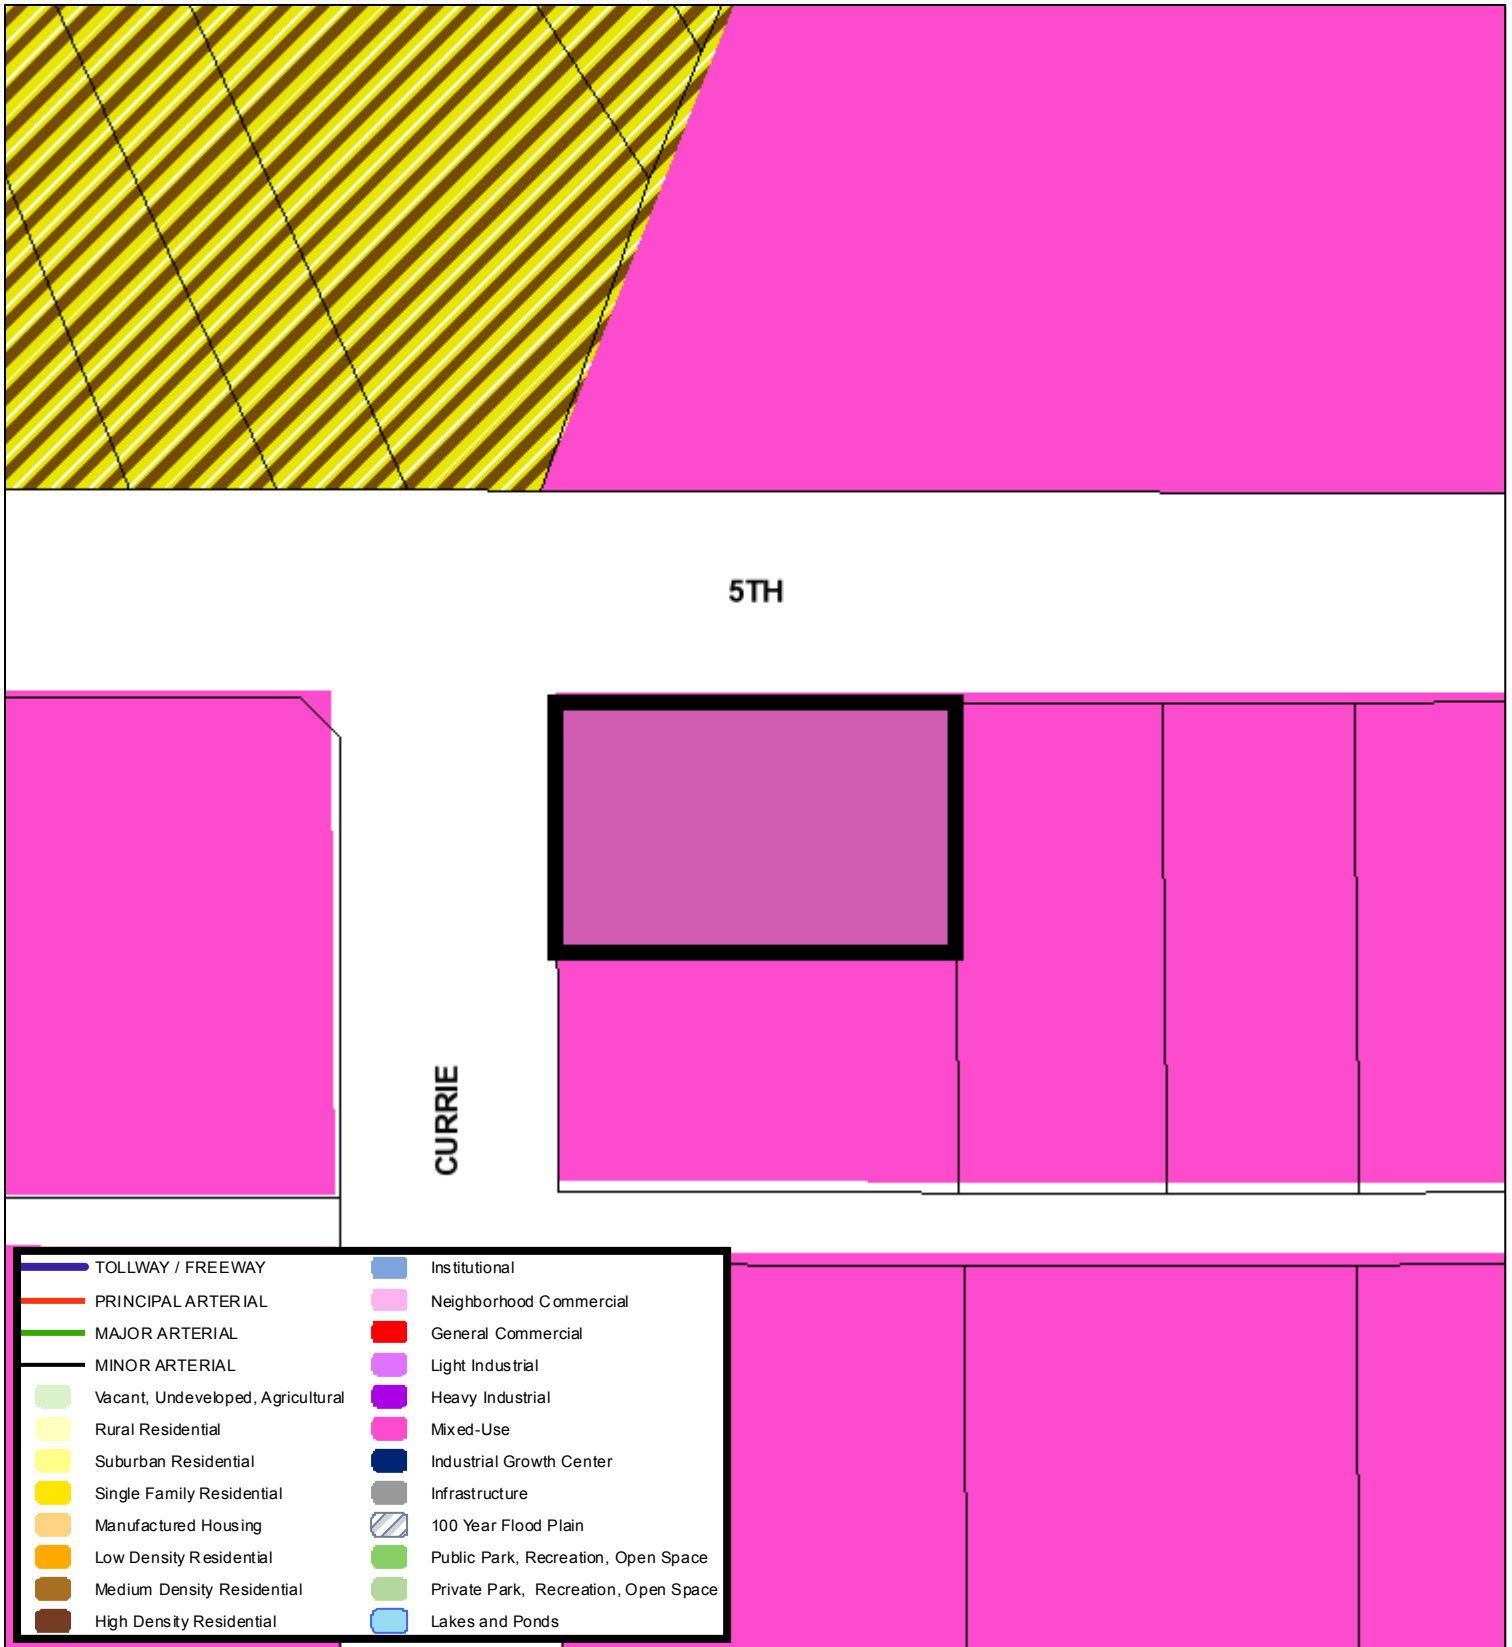 5TH
CURRIE
TOLLWAY / FREEWAY
PRINCIPAL ARTERIAL
MAJOR ARTERIAL
MINOR ARTERIAL
Vacant, Undeveloped, Agricultural
Rural Residential
Suburban Residential
Single Family Residential
Manufactured Housing
Low Density Residential
Medium Density Residential
High Density Residential
Institutional
Neighborhood Commercial
General Commercial
Light Industrial
Heavy Industrial
Mixed-Use
Industrial Growth Center
Infrastructure
100 Year Flood Plain
Public Park, Recreation, Open Space
Private Park, Recreation, Open Space
Lakes and Ponds